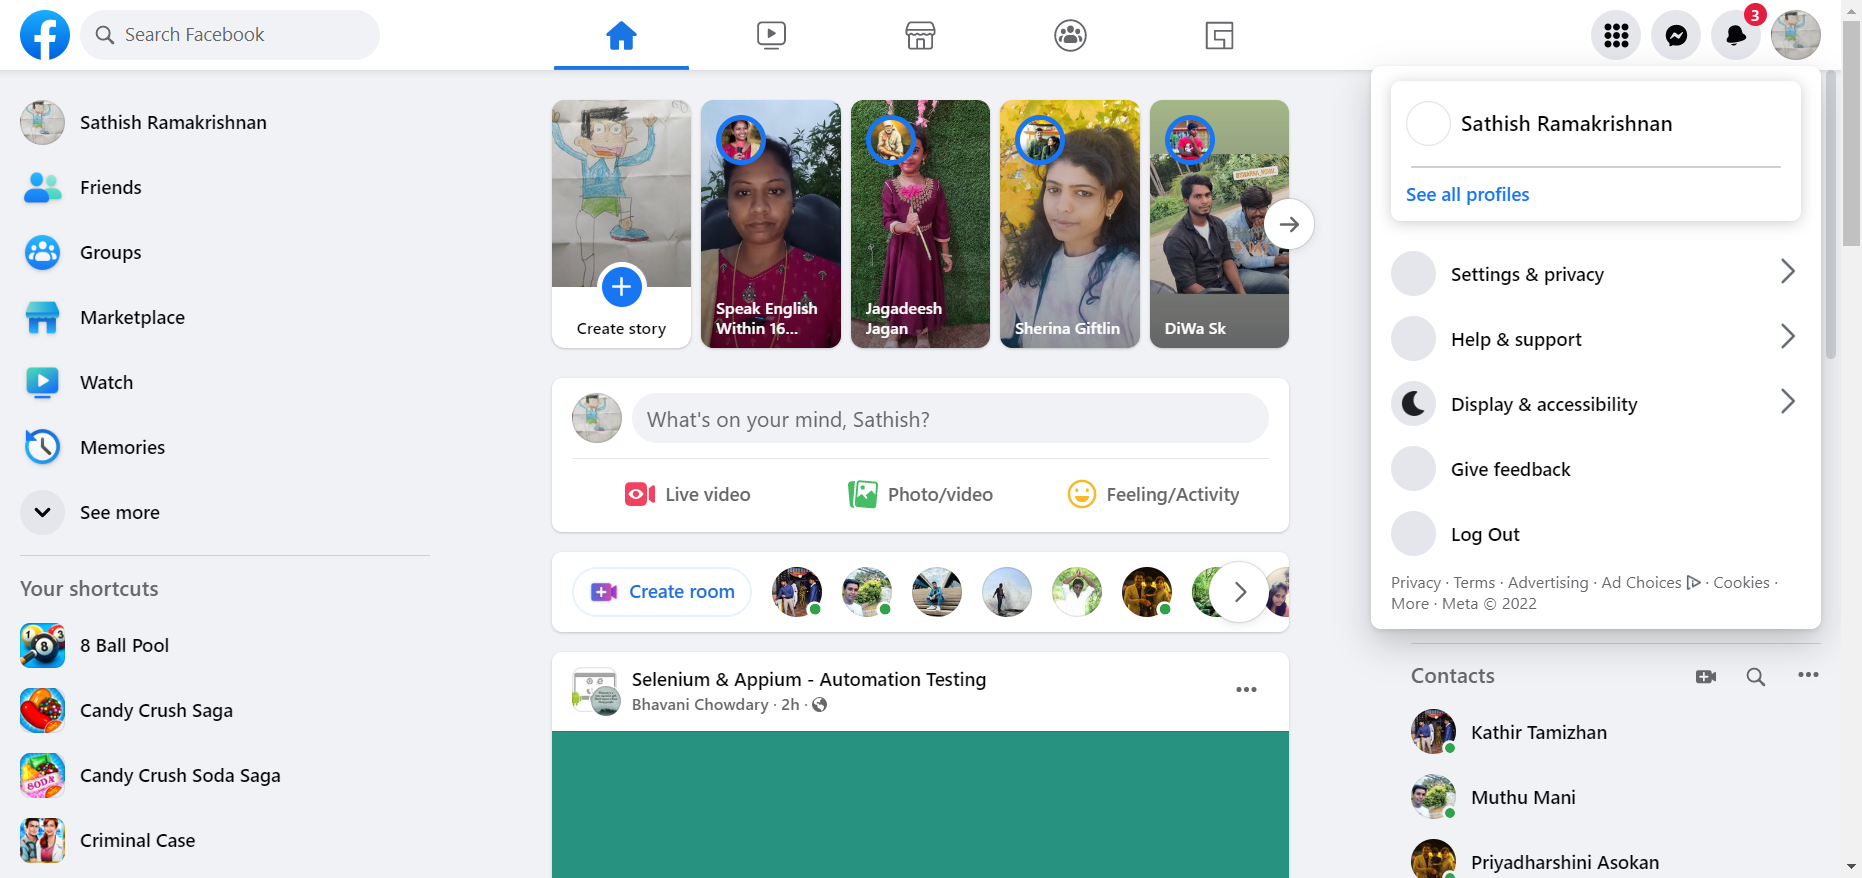 Search Facebook
3
Sathish Ramakrishnan
Friends
Groups
Marketplace
Watch
Memories
See more
Your shortcuts
8 Ball Pool
Candy Crush Saga
Candy Crush Soda Saga
Criminal Case
Create story
Speak English
Within 16...
Jagadeesh
Jagan
Sherina Giftlin
DiWa Sk
What's on your mind, Sathish?
Live video
Photo/video
Feeling/Activity
Create room
Selenium & Appium - Automation Testing
Bhavani Chowdary · 2h ·
Sathish Ramakrishnan
See all profiles
Settings & privacy
Help & support
Display & accessibility
Give feedback
Log Out
Privacy · Terms · Advertising · Ad Choices · Cookies ·
More · Meta © 2022
Contacts
Kathir Tamizhan
Muthu Mani
Priyadharshini Asokan